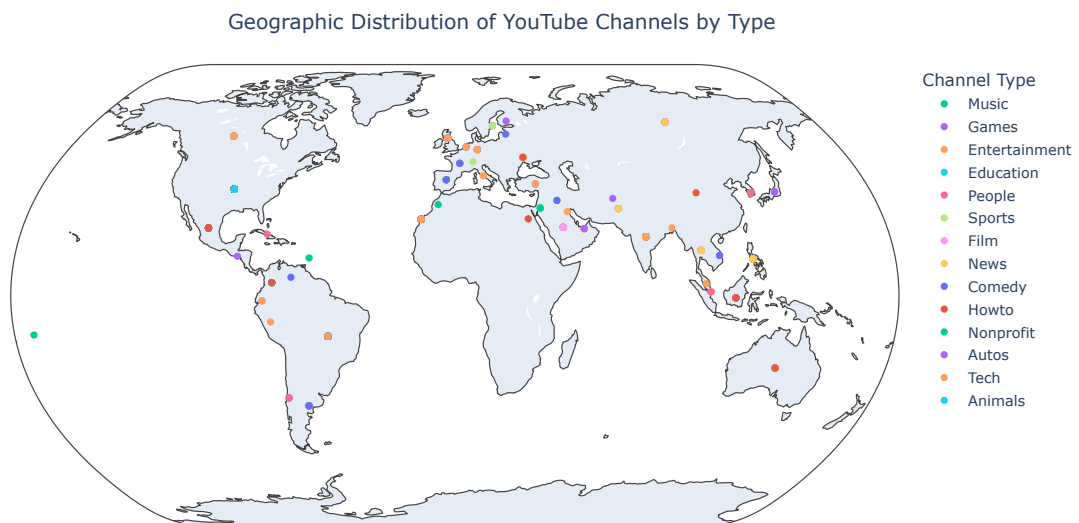 Geographic Distribution of YouTube Channels by Type
Channel Type
Music
Games
Entertainment
Education
People
Sports
Film
News
Comedy
Howto
Nonprofit
Autos
Tech
Animals